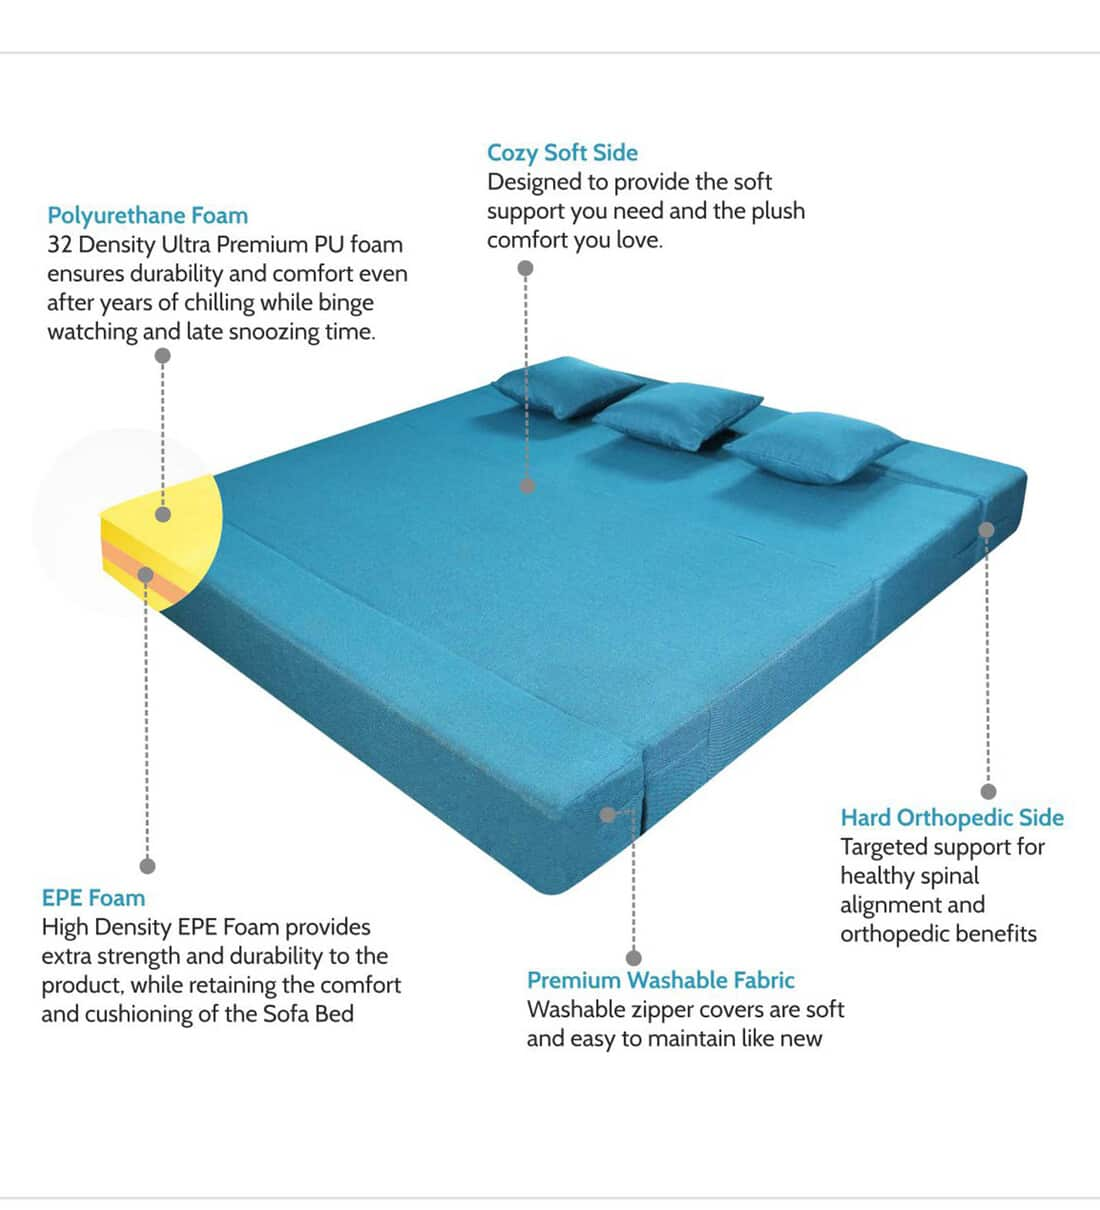 Cozy Soft Side
Designed to provide the soft
support you need and the plush
comfort you love.
Polyurethane Foam
32 Density Ultra Premium PU foam
ensures durability and comfort even
after years of chilling while binge
watching and late snoozing time.
Hard Orthopedic Side
Targeted support for
healthy spinal
alignment and
orthopedic benefits
EPE Foam
High Density EPE Foam provides
extra strength and durability to the
product, while retaining the comfort
and cushioning of the Sofa Bed
Premium Washable Fabric
Washable zipper covers are soft
and easy to maintain like new